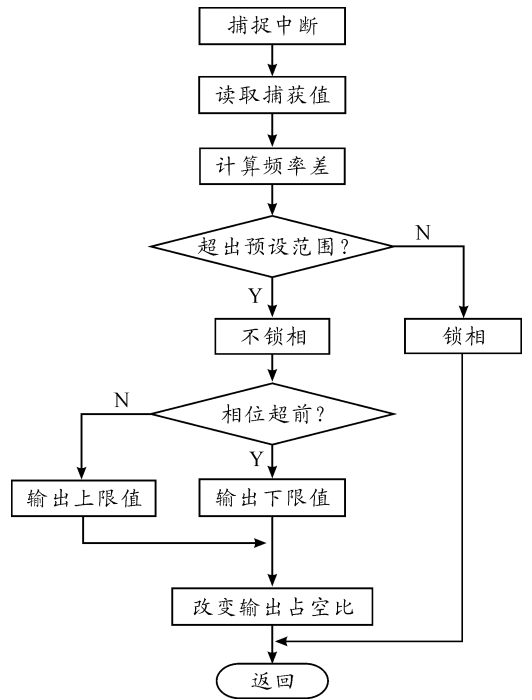 捕捉中断
读取捕获值
计算频率差
超出预设范围?
N
Y
不锁相
锁相
相位超前?
N
Y
输出上限值
输出下限值
改变输出占空比
返回